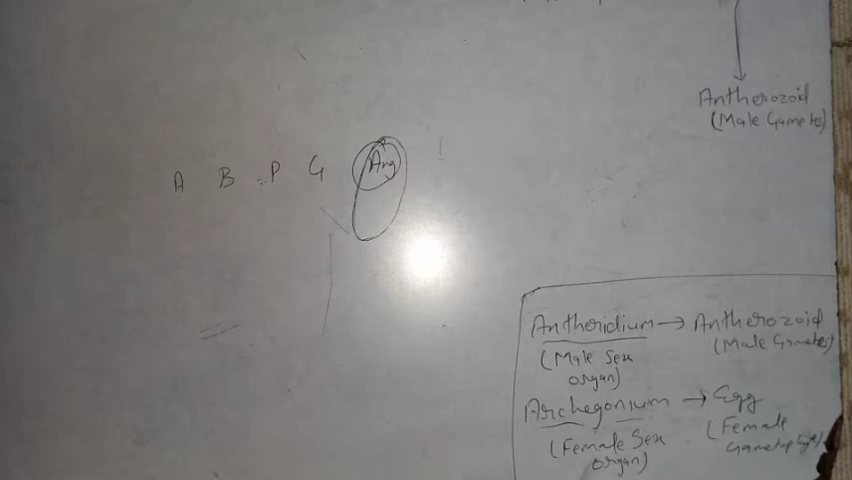 Antherozoid
(Male Gametes)
A B P G Ang
Antheridium → Antherozoid
(Male Sex organ) (Male Gametes)
Archegonium → Egg
(Female Sex organ) (Female